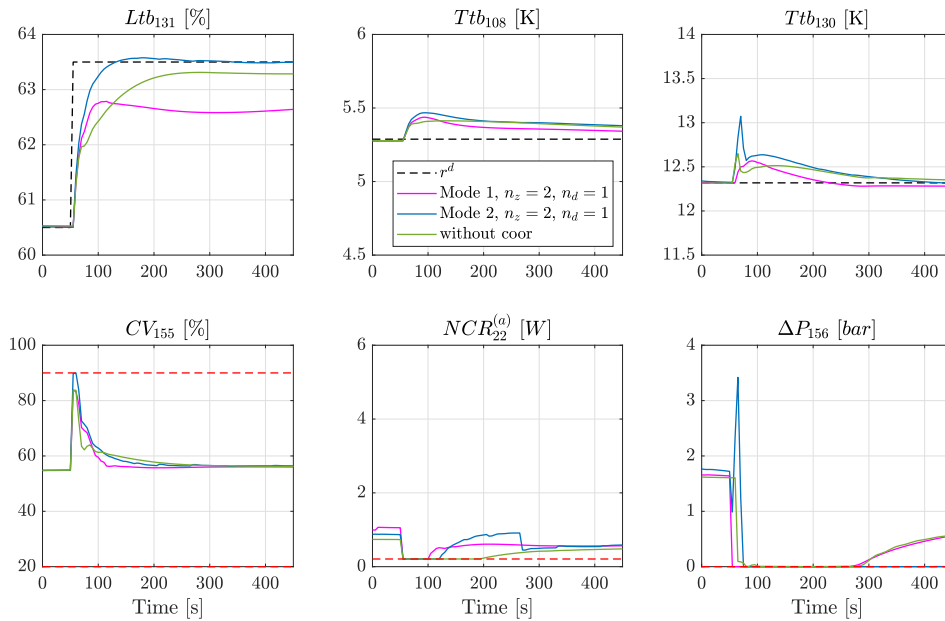 Ltb131 [%]
Ttb108 [K]
Ttb130 [K]
64
63
62
61
60
0 100 200 300 400
6
5.5
5
4.5
0 100 200 300 400
r^d
Mode 1, n_z = 2, n_d = 1
Mode 2, n_z = 2, n_d = 1
without coor
14
13.5
13
12.5
12
11.5
0 100 200 300 400
CV155 [%]
NCR_22^(a) [W]
ΔP156 [bar]
100
80
60
40
20
0 100 200 300 400
Time [s]
6
4
2
0
0 100 200 300 400
Time [s]
4
3
2
1
0
0 100 200 300 400
Time [s]